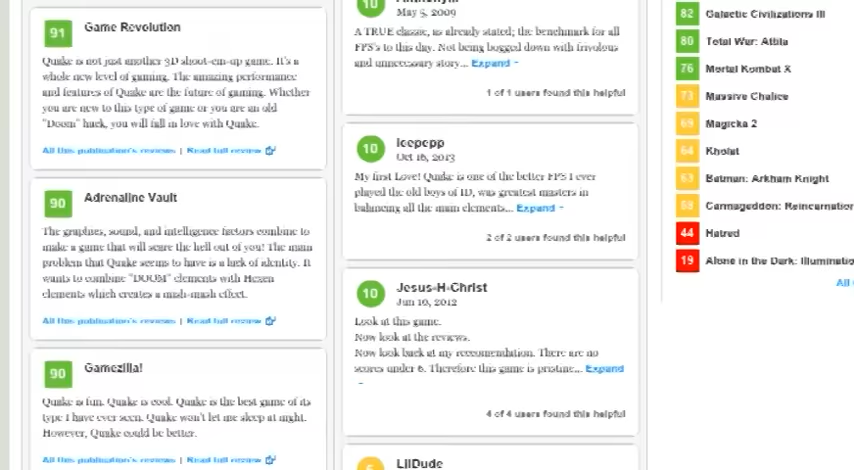 91
Game Revolution
Quake is not just another 3D shoot-em-up game. It's a
whole new level of gaming. The amazing performance
and features of Quake are the future of gaming. Whether
you are new to this type of game or you are an old
"Doom" hack, you will fall in love with Quake.
All this publication's reviews | Read full review
90
Adrenaline Vault
The graphics, sound, and intelligence factors combine to
make a game that will scare the hell out of you! The main
problem that Quake seems to have is a lack of identity. It
wants to combine "DOOM" elements with Hexen
elements which creates a mish-mash effect.
All this publication's reviews | Read full review
90
Gamezilla!
Quake is fun. Quake is cool. Quake is the best game of its
type I have ever seen. Quake won't let me sleep at night.
However, Quake could be better.
All this publication's reviews | Read full review
10
May 5, 2009
A TRUE classic, as already stated; the benchmark for all
FPS's to this day. Not being bogged down with frivolous
and unnecessary story... Expand
1 of 1 users found this helpful
10
Icepepp
Oct 16, 2013
My first Love! Quake is one of the better FPS I ever
played the old boys of ID, was greatest masters in
balancing all the main elements... Expand
2 of 2 users found this helpful
10
Jesus-H-Christ
Jun 10, 2012
Look at this game.
Now look at the reviews.
Now look back at my reccomendation. There are no
scores under 6. Therefore this game is pristine... Expand
4 of 4 users found this helpful
LilDude
82 Galactic Civilizations III
80 Total War: Attila
76 Mortal Kombat X
73 Massive Chalice
69 Magicka 2
64 Kholat
63 Batman: Arkham Knight
58 Carmageddon: Reincarnation
44 Hatred
19 Alone in the Dark: Illuminatio
All